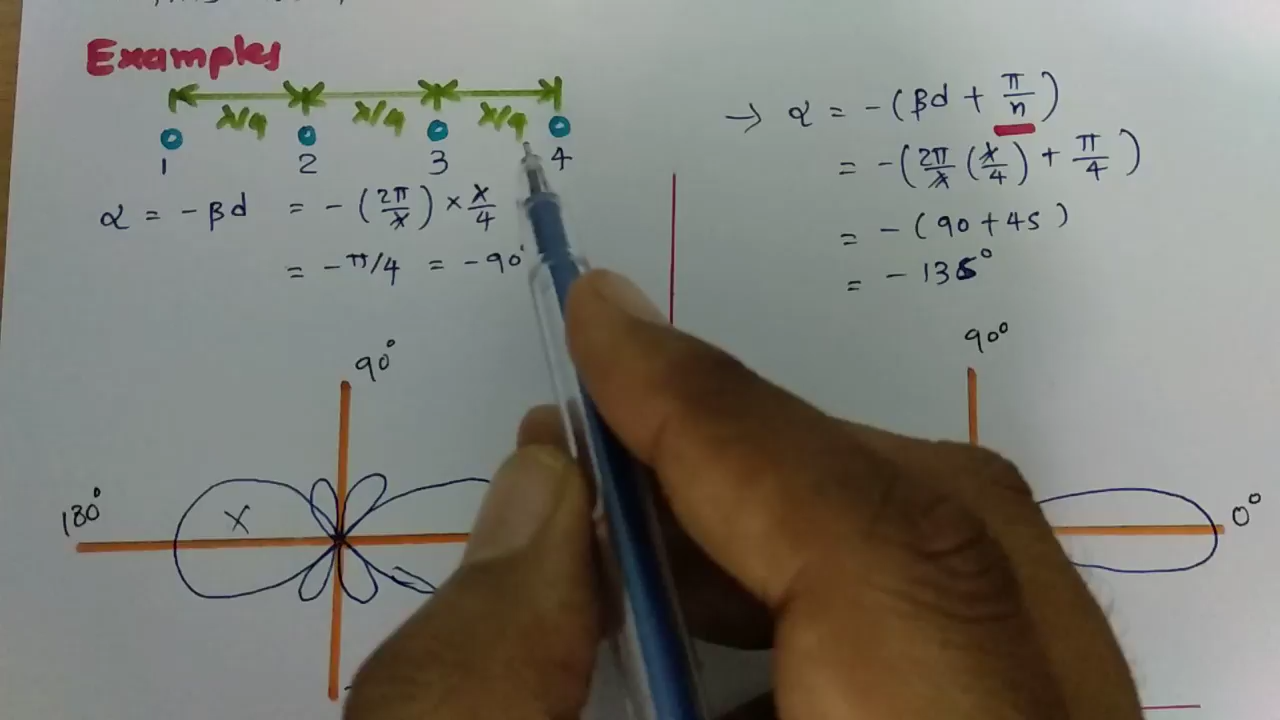 Examples
λ/4 λ/4 λ/4
1 2 3 4
α = -βd = -(2π/λ) × λ/4
= -π/4 = -90°
→ α = -(βd + π/n)
= -(2π/λ (λ/4) + π/4)
= -(90+45)
= -135°
90°
180°
X
90°
0°